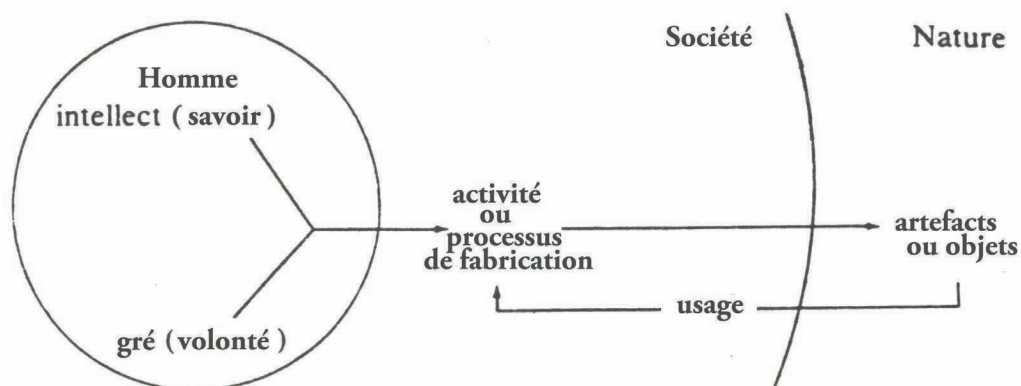 Société
Nature
Homme
intellect ( savoir )
activité
ou
processus
de fabrication
artefacts
ou objets
usage
gré ( volonté )